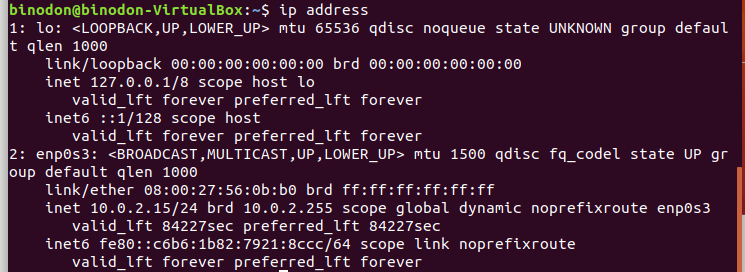 binodon@binodon-VirtualBox:~$ ip address
1: lo: <LOOPBACK,UP,LOWER_UP> mtu 65536 qdisc noqueue state UNKNOWN group defaul
t qlen 1000
    link/loopback 00:00:00:00:00:00 brd 00:00:00:00:00:00
    inet 127.0.0.1/8 scope host lo
       valid_lft forever preferred_lft forever
    inet6 ::1/128 scope host
       valid_lft forever preferred_lft forever
2: enp0s3: <BROADCAST,MULTICAST,UP,LOWER_UP> mtu 1500 qdisc fq_codel state UP gr
oup default qlen 1000
    link/ether 08:00:27:56:0b:b0 brd ff:ff:ff:ff:ff:ff
    inet 10.0.2.15/24 brd 10.0.2.255 scope global dynamic noprefixroute enp0s3
       valid_lft 84227sec preferred_lft 84227sec
    inet6 fe80::c6b6:1b82:7921:8ccc/64 scope link noprefixroute
       valid_lft forever preferred_lft forever